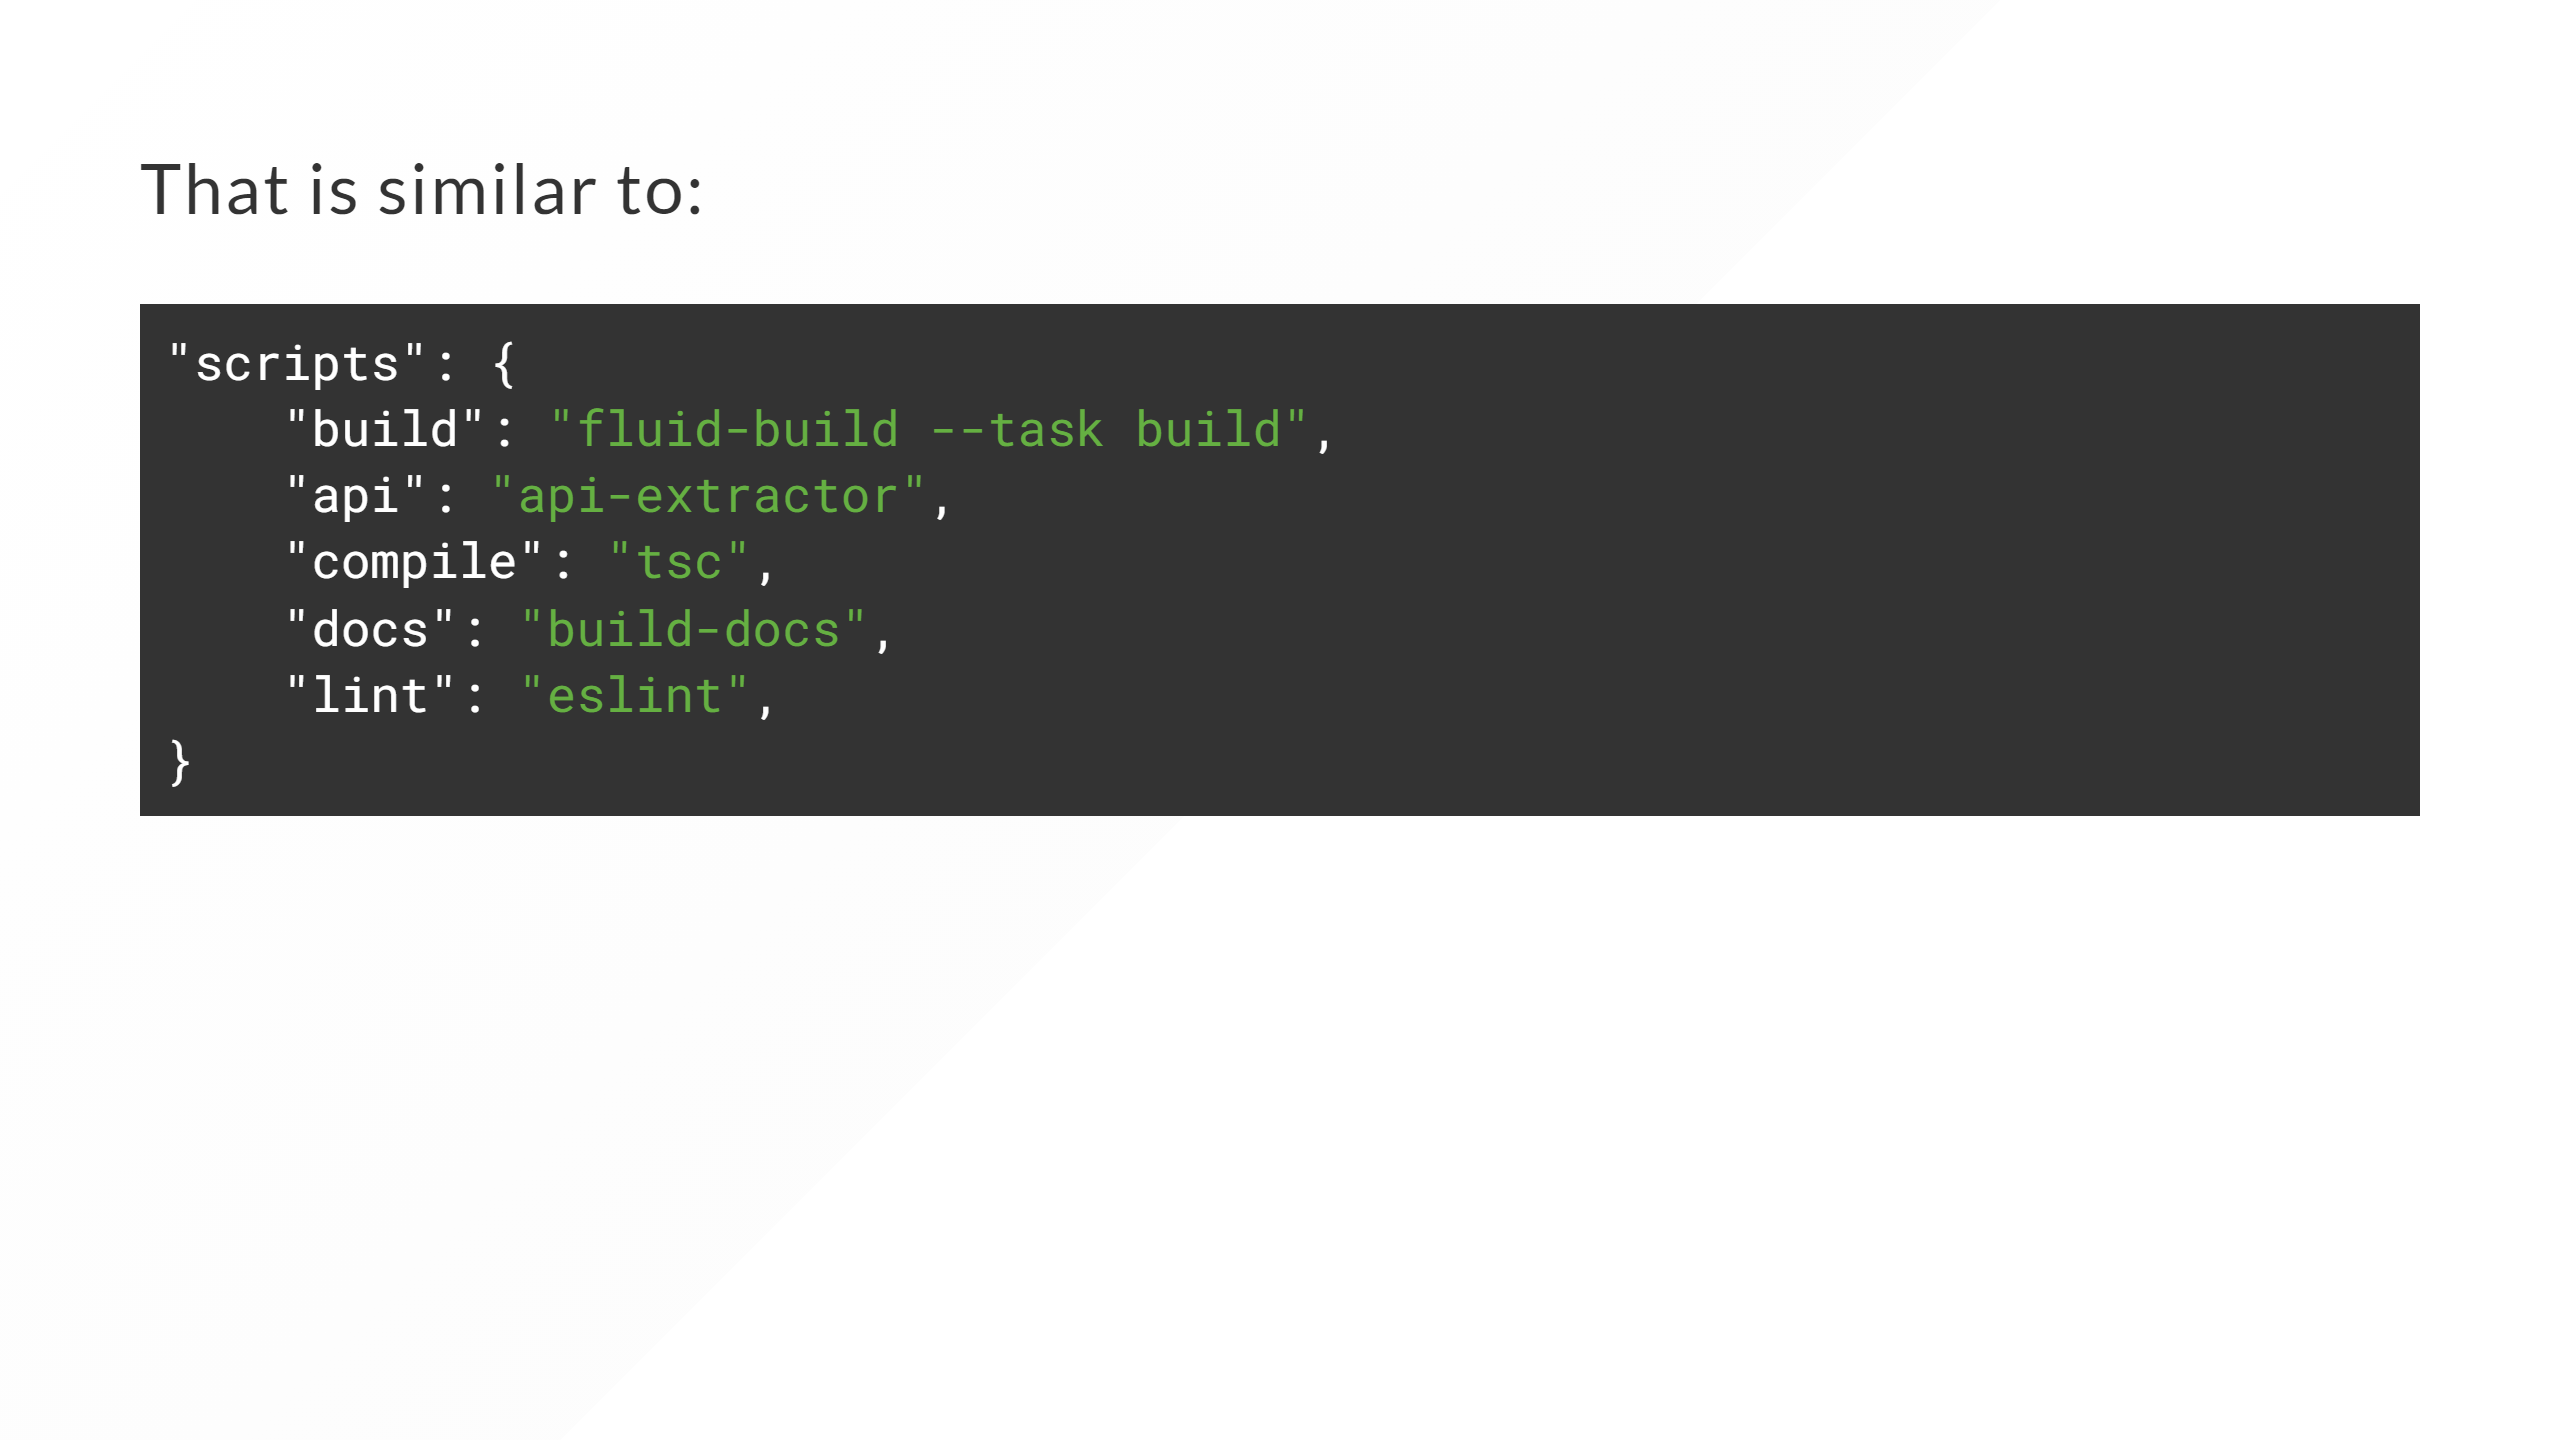 That is similar to:
"scripts": {
    "build": "fluid-build --task build",
    "api": "api-extractor",
    "compile": "tsc",
    "docs": "build-docs",
    "lint": "eslint",
}